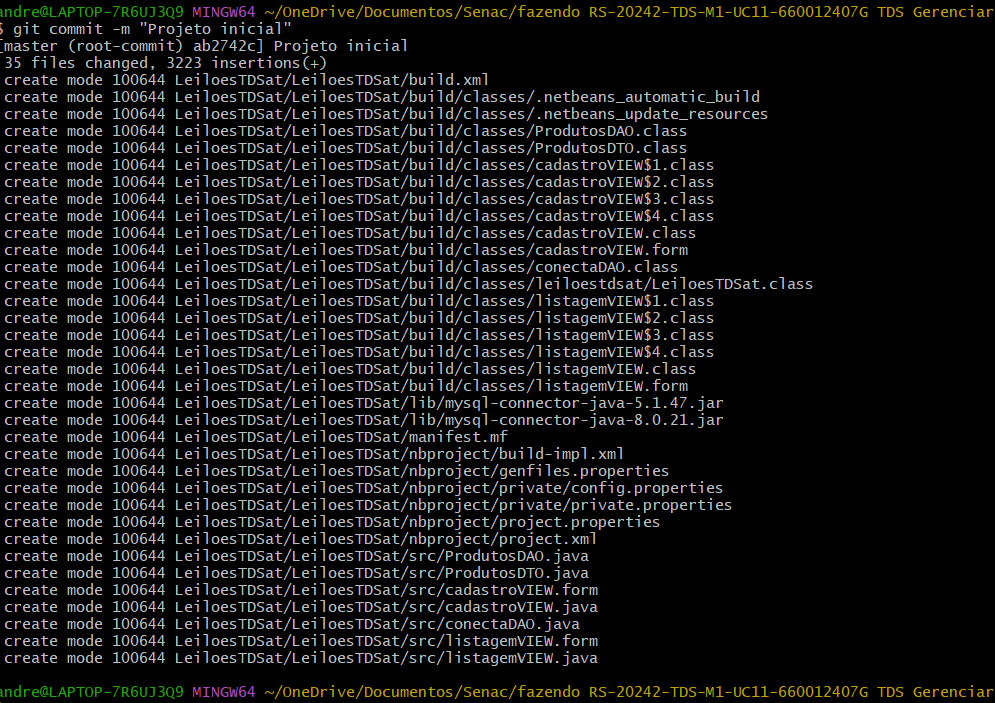 andre@LAPTOP-7R6UJ3Q9 MINGW64 ~/OneDrive/Documentos/Senac/fazendo RS-20242-TDS-M1-UC11-660012407G TDS Gerenciar
$ git commit -m "Projeto inicial"
[master (root-commit) ab2742c] Projeto inicial
35 files changed, 3223 insertions(+)
create mode 100644 LeiloesTDSat/LeiloesTDSat/build.xml
create mode 100644 LeiloesTDSat/LeiloesTDSat/build/classes/.netbeans_automatic_build
create mode 100644 LeiloesTDSat/LeiloesTDSat/build/classes/.netbeans_update_resources
create mode 100644 LeiloesTDSat/LeiloesTDSat/build/classes/ProdutosDAO.class
create mode 100644 LeiloesTDSat/LeiloesTDSat/build/classes/ProdutosDTO.class
create mode 100644 LeiloesTDSat/LeiloesTDSat/build/classes/cadastroVIEW$1.class
create mode 100644 LeiloesTDSat/LeiloesTDSat/build/classes/cadastroVIEW$2.class
create mode 100644 LeiloesTDSat/LeiloesTDSat/build/classes/cadastroVIEW$3.class
create mode 100644 LeiloesTDSat/LeiloesTDSat/build/classes/cadastroVIEW$4.class
create mode 100644 LeiloesTDSat/LeiloesTDSat/build/classes/cadastroVIEW.class
create mode 100644 LeiloesTDSat/LeiloesTDSat/build/classes/cadastroVIEW.form
create mode 100644 LeiloesTDSat/LeiloesTDSat/build/classes/conectaDAO.class
create mode 100644 LeiloesTDSat/LeiloesTDSat/build/classes/leiloestdsat/LeiloesTDSat.class
create mode 100644 LeiloesTDSat/LeiloesTDSat/build/classes/listagemVIEW$1.class
create mode 100644 LeiloesTDSat/LeiloesTDSat/build/classes/listagemVIEW$2.class
create mode 100644 LeiloesTDSat/LeiloesTDSat/build/classes/listagemVIEW$3.class
create mode 100644 LeiloesTDSat/LeiloesTDSat/build/classes/listagemVIEW$4.class
create mode 100644 LeiloesTDSat/LeiloesTDSat/build/classes/listagemVIEW.class
create mode 100644 LeiloesTDSat/LeiloesTDSat/build/classes/listagemVIEW.form
create mode 100644 LeiloesTDSat/LeiloesTDSat/lib/mysql-connector-java-5.1.47.jar
create mode 100644 LeiloesTDSat/LeiloesTDSat/lib/mysql-connector-java-8.0.21.jar
create mode 100644 LeiloesTDSat/LeiloesTDSat/manifest.mf
create mode 100644 LeiloesTDSat/LeiloesTDSat/nbproject/build-impl.xml
create mode 100644 LeiloesTDSat/LeiloesTDSat/nbproject/genfiles.properties
create mode 100644 LeiloesTDSat/LeiloesTDSat/nbproject/private/config.properties
create mode 100644 LeiloesTDSat/LeiloesTDSat/nbproject/private/private.properties
create mode 100644 LeiloesTDSat/LeiloesTDSat/nbproject/project.properties
create mode 100644 LeiloesTDSat/LeiloesTDSat/nbproject/project.xml
create mode 100644 LeiloesTDSat/LeiloesTDSat/src/ProdutosDAO.java
create mode 100644 LeiloesTDSat/LeiloesTDSat/src/ProdutosDTO.java
create mode 100644 LeiloesTDSat/LeiloesTDSat/src/cadastroVIEW.form
create mode 100644 LeiloesTDSat/LeiloesTDSat/src/cadastroVIEW.java
create mode 100644 LeiloesTDSat/LeiloesTDSat/src/conectaDAO.java
create mode 100644 LeiloesTDSat/LeiloesTDSat/src/listagemVIEW.form
create mode 100644 LeiloesTDSat/LeiloesTDSat/src/listagemVIEW.java
andre@LAPTOP-7R6UJ3Q9 MINGW64 ~/OneDrive/Documentos/Senac/fazendo RS-20242-TDS-M1-UC11-660012407G TDS Gerenciar